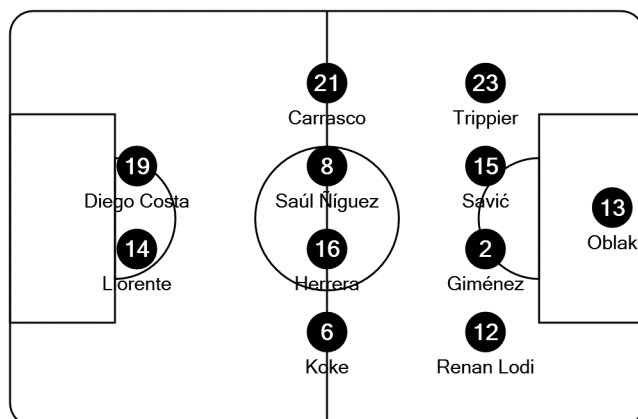 21
Carrasco
23
Trippier
19
Diego Costa
8
Saúl Ñíguez
15
Savić
13
Oblak
14
Llorente
16
Herrera
2
Giménez
6
Koke
12
Renan Lodi